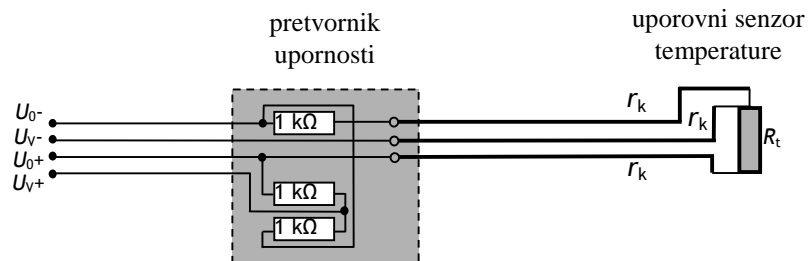 pretvornik
upornosti
uporovni senzor
temperature
U0-
UV-
U0+
UV+
1 kΩ
1 kΩ
1 kΩ
rk
rk
rk
Rt